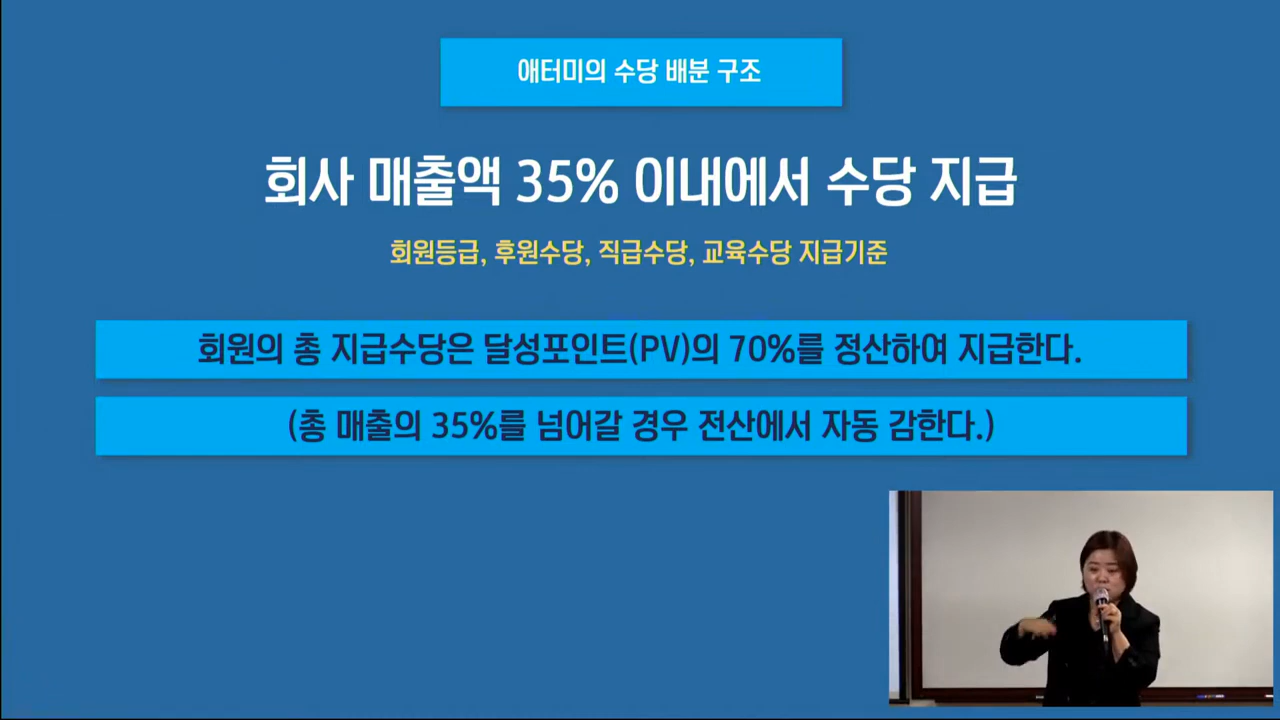 애터미의 수당 배분 구조
회사 매출액 35% 이내에서 수당 지급
회원등급, 후원수당, 직급수당, 교육수당 지급기준
회원의 총 지급수당은 달성포인트(PV)의 70%를 정산하여 지급한다.
(총 매출의 35%를 넘어갈 경우 전산에서 자동 감한다.)